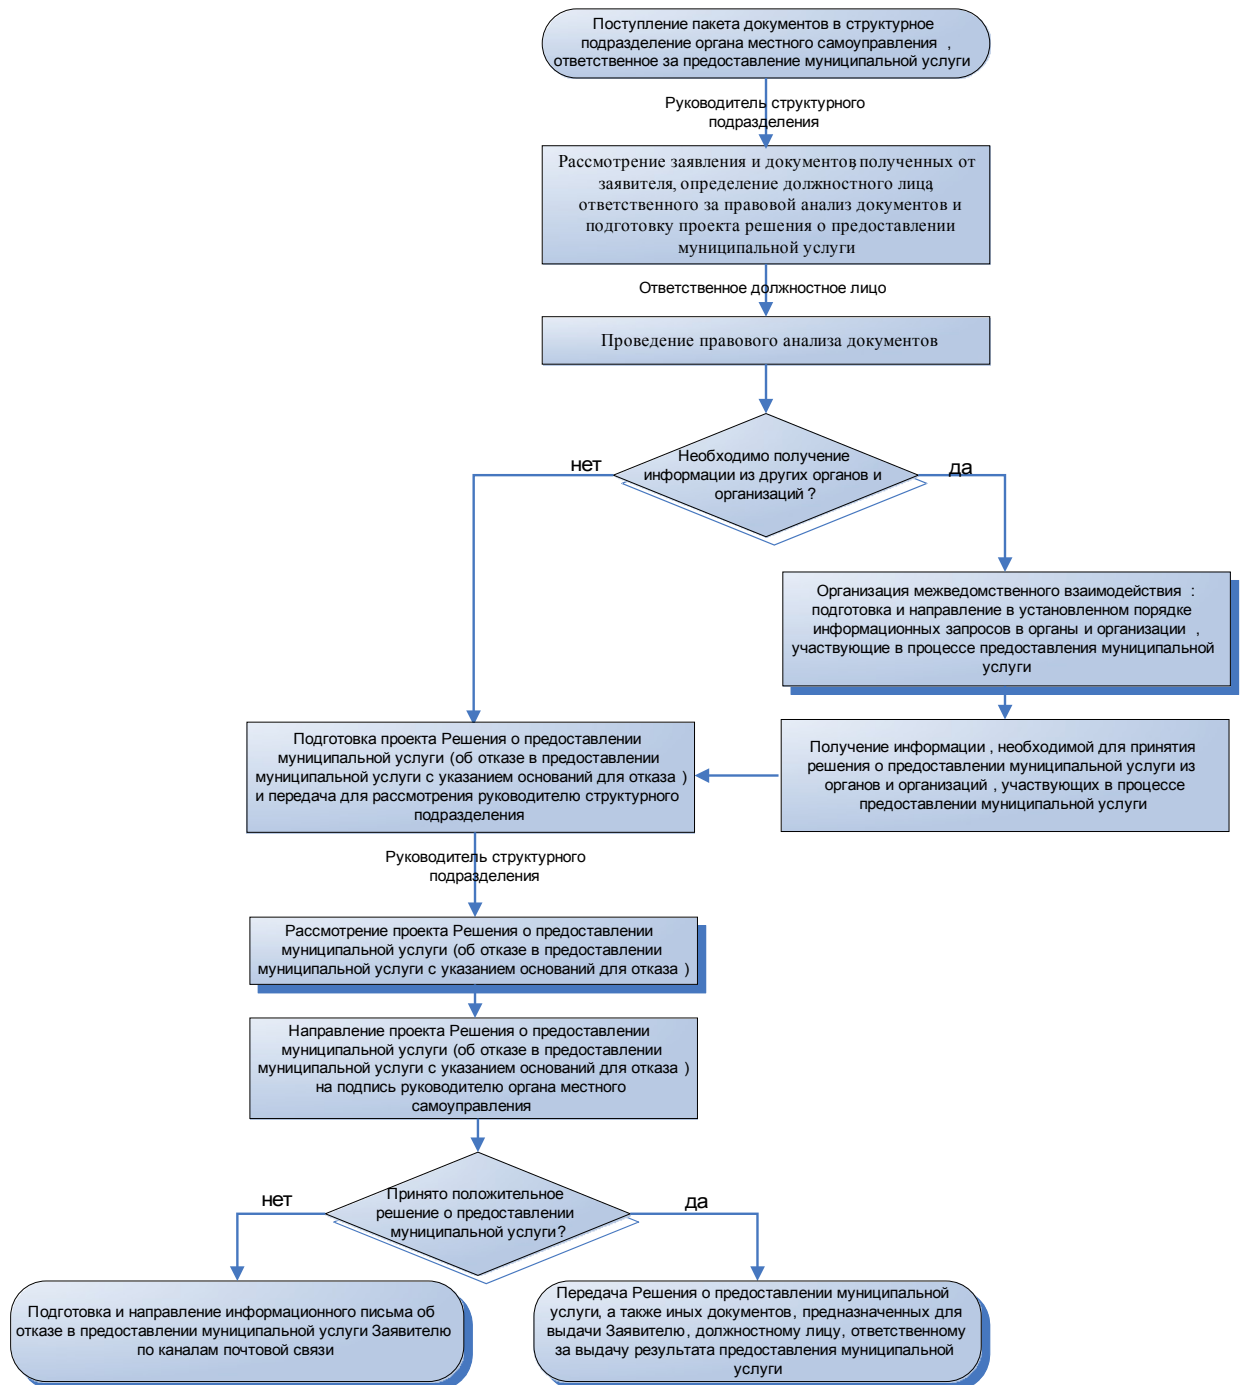 Поступление пакета документов в структурное
подразделение органа местного самоуправления ,
ответственное за предоставление муниципальной услуги
Руководитель структурного
подразделения
Рассмотрение заявления и документов, полученных от
заявителя, определение должностного лица,
ответственного за правовой анализ документов и
подготовку проекта решения о предоставлении
муниципальной услуги
Ответственное должностное лицо
Проведение правового анализа документов
Необходимо получение
информации из других органов и
организаций ?
нет
да
Организация межведомственного взаимодействия :
подготовка и направление в установленном порядке
информационных запросов в органы и организации ,
участвующие в процессе предоставления муниципальной
услуги
Подготовка проекта Решения о предоставлении
муниципальной услуги (об отказе в предоставлении
муниципальной услуги с указанием оснований для отказа )
и передача для рассмотрения руководителю структурного
подразделения
Получение информации , необходимой для принятия
решения о предоставлении муниципальной услуги из
органов и организаций , участвующих в процессе
предоставлении муниципальной услуги
Руководитель структурного
подразделения
Рассмотрение проекта Решения о предоставлении
муниципальной услуги (об отказе в предоставлении
муниципальной услуги с указанием оснований для отказа )
Направление проекта Решения о предоставлении
муниципальной услуги (об отказе в предоставлении
муниципальной услуги с указанием оснований для отказа )
на подпись руководителю органа местного
самоуправления
Принято положительное
решение о предоставлении
муниципальной услуги?
нет
да
Подготовка и направление информационного письма об
отказе в предоставлении муниципальной услуги Заявителю
по каналам почтовой связи
Передача Решения о предоставлении муниципальной
услуги, а также иных документов, предназначенных для
выдачи Заявителю, должностному лицу, ответственному
за выдачу результата предоставления муниципальной
услуги